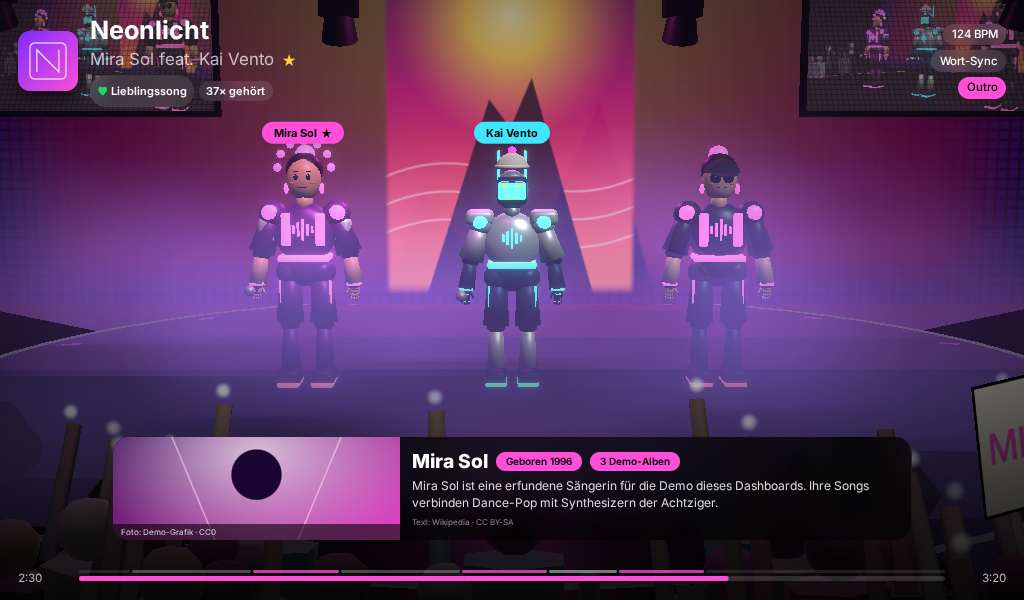 Neonlicht
Mira Sol feat. Kai Vento ★
Lieblingssong
37× gehört
124 BPM
Wort-Sync
Outro
Mira Sol ★
Kai Vento
Mira Sol
Geboren 1996
3 Demo-Alben
Mira Sol ist eine erfundene Sängerin für die Demo dieses Dashboards. Ihre Songs
verbinden Dance-Pop mit Synthesizern der Achtziger.
Text: Wikipedia · CC BY-SA
Foto: Demo-Grafik · CC0
MI
2:30
3:20